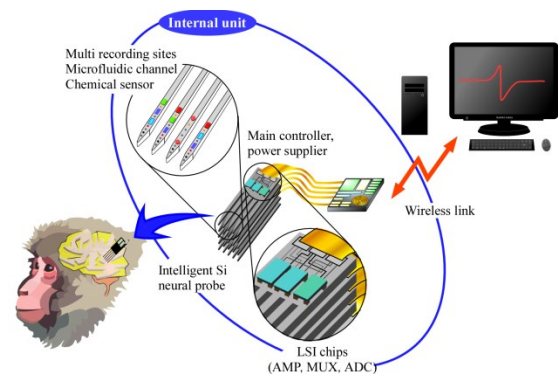 Internal unit
Multi recording sites
Microfluidic channel
Chemical sensor
Main controller,
power supplier
Wireless link
Intelligent Si
neural probe
LSI chips
(AMP, MUX, ADC)